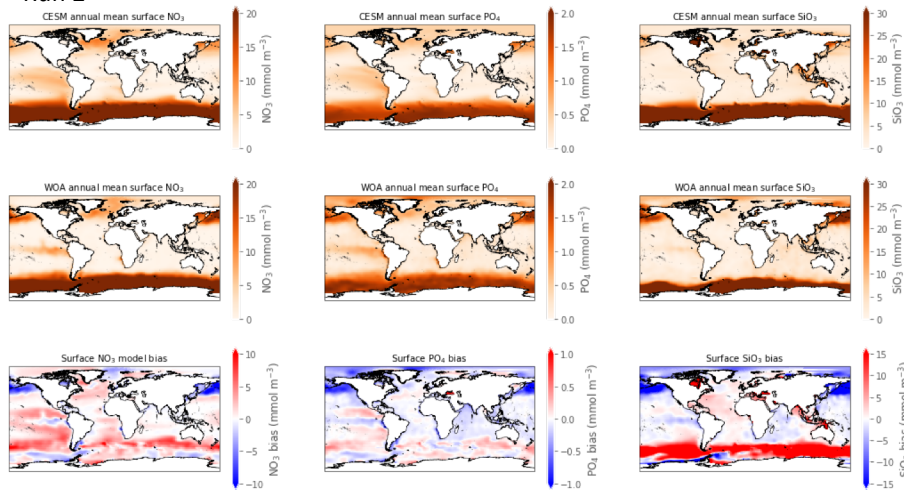 CESM annual mean surface NO₃
20
15
10
5
0
NO₃ (mmol m⁻³)
CESM annual mean surface PO₄
2.0
1.5
1.0
0.5
0.0
PO₄ (mmol m⁻³)
CESM annual mean surface SiO₃
30
25
20
15
10
5
0
SiO₃ (mmol m⁻³)
WOA annual mean surface NO₃
20
15
10
5
0
NO₃ (mmol m⁻³)
WOA annual mean surface PO₄
2.0
1.5
1.0
0.5
0.0
PO₄ (mmol m⁻³)
WOA annual mean surface SiO₃
30
25
20
15
10
5
0
SiO₃ (mmol m⁻³)
Surface NO₃ model bias
10
5
0
−5
−10
NO₃ bias (mmol m⁻³)
Surface PO₄ bias
1.0
0.5
0.0
−0.5
−1.0
PO₄ bias (mmol m⁻³)
Surface SiO₃ bias
15
10
5
0
−5
−10
−15
SiO₃ bias (mmol m⁻³)